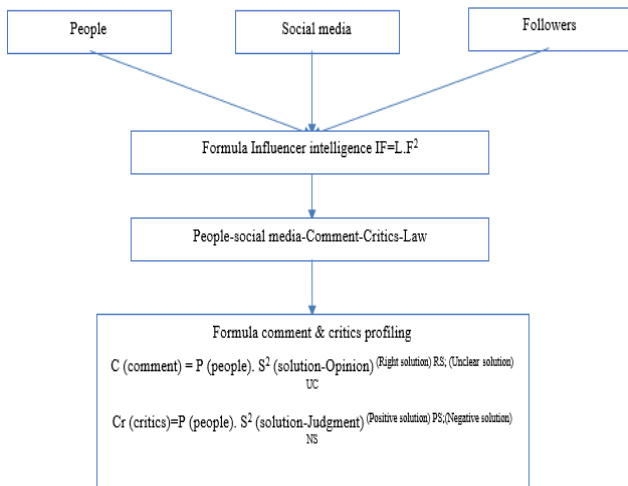 People
Social media
Followers
Formula Influencer intelligence IF=L.F²
People-social media-Comment-Critics-Law
Formula comment & critics profiling
C (comment) = P (people). S² (solution-Opinion) (Right solution) RS; (Unclear solution)
UC
Cr (critics)=P (people). S² (solution-Judgment) (Positive solution) PS;(Negative solution)
NS